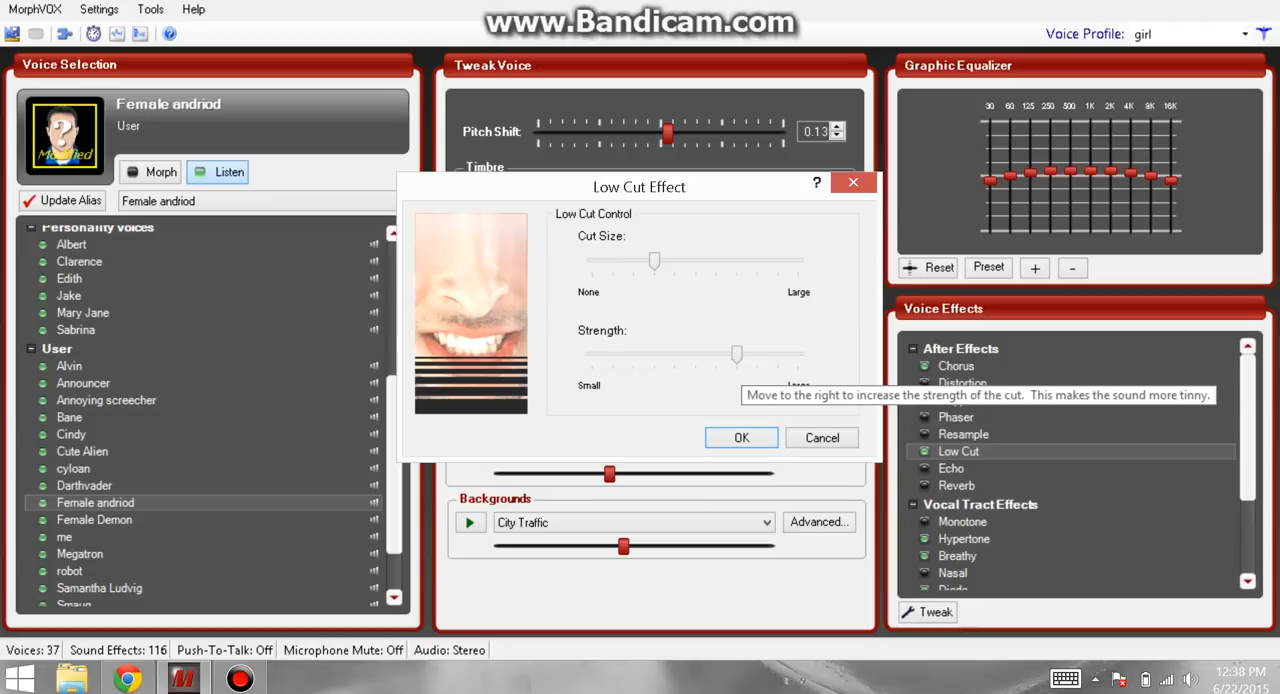 MorphVOX Settings Tools Help
www.Bandicam.com
Voice Profile: girl
Voice Selection
Female andriod
User
Modified
Morph Listen
Update Alias Female andriod
Personality Voices
Albert
Clarence
Edith
Jake
Mary Jane
Sabrina
User
Alvin
Announcer
Annoying screecher
Bane
Cindy
Cute Alien
cyloan
Darthvader
Female andriod
Female Demon
me
Megatron
robot
Samantha Ludvig
Smaug
Tweak Voice
Pitch Shift: 0.13
Timbre
Low Cut Effect
?
Low Cut Control
Cut Size:
None Large
Strength:
Small Large
Move to the right to increase the strength of the cut. This makes the sound more tinny.
OK Cancel
Backgrounds
City Traffic Advanced...
Graphic Equalizer
30 60 125 250 500 1K 2K 4K 8K 16K
Reset Preset + -
Voice Effects
After Effects
Chorus
Distortion
Phaser
Resample
Low Cut
Echo
Reverb
Vocal Tract Effects
Monotone
Hypertone
Breathy
Nasal
Tweak
Voices: 37 Sound Effects: 116 Push-To-Talk: Off Microphone Mute: Off Audio: Stereo
12:38 PM
6/22/2015